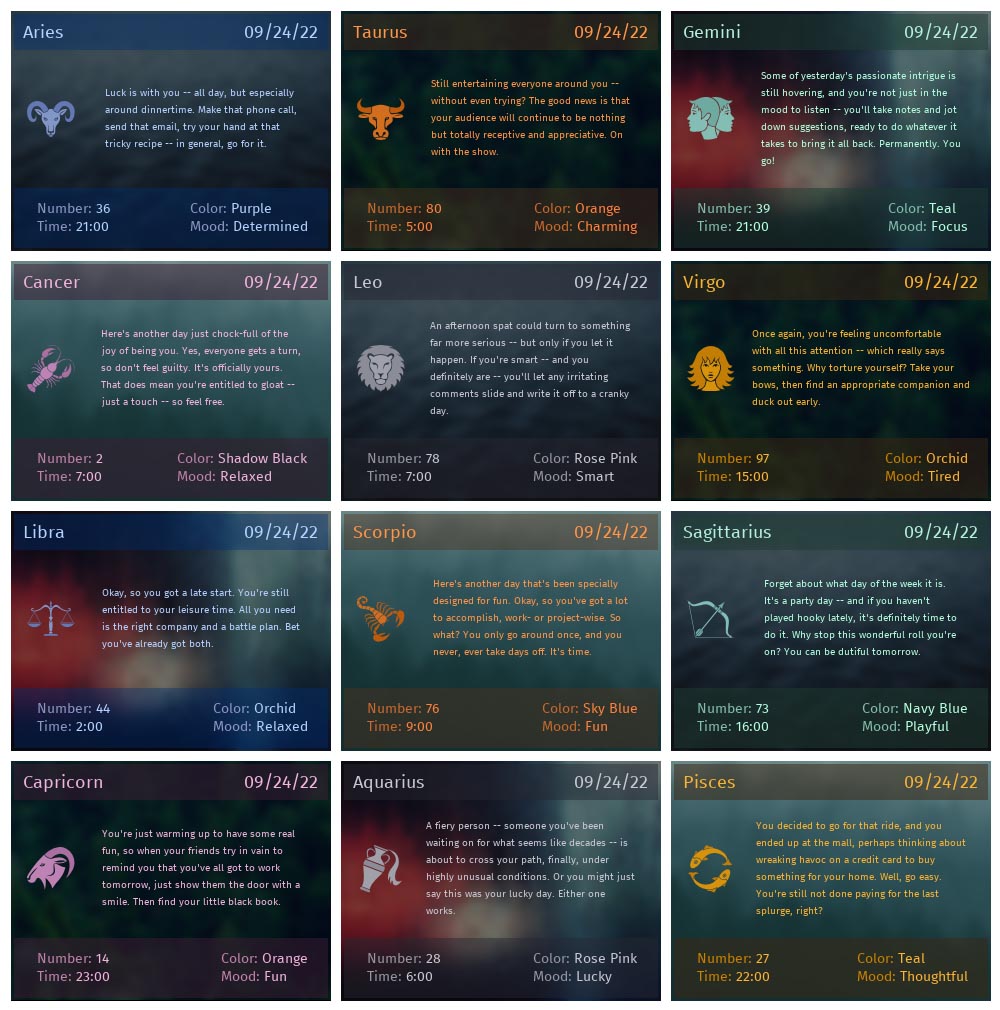 Aries 09/24/22
Luck is with you -- all day, but especially
around dinnertime. Make that phone call,
send that email, try your hand at that
tricky recipe -- in general, go for it.
Number: 36 Color: Purple
Time: 21:00 Mood: Determined
Taurus 09/24/22
Still entertaining everyone around you --
without even trying? The good news is that
your audience will continue to be nothing
but totally receptive and appreciative. On
with the show.
Number: 80 Color: Orange
Time: 5:00 Mood: Charming
Gemini 09/24/22
Some of yesterday's passionate intrigue is
still hovering, and you're not just in the
mood to listen -- you'll take notes and jot
down suggestions, ready to do whatever it
takes to bring it all back. Permanently. You
go!
Number: 39 Color: Teal
Time: 21:00 Mood: Focus
Cancer 09/24/22
Here's another day just chock-full of the
joy of being you. Yes, everyone gets a turn,
so don't feel guilty. It's officially yours.
That does mean you're entitled to gloat --
just a touch -- so feel free.
Number: 2 Color: Shadow Black
Time: 7:00 Mood: Relaxed
Leo 09/24/22
An afternoon spat could turn to something
far more serious -- but only if you let it
happen. If you're smart -- and you
definitely are -- you'll let any irritating
comments slide and write it off to a cranky
day.
Number: 78 Color: Rose Pink
Time: 7:00 Mood: Smart
Virgo 09/24/22
Once again, you're feeling uncomfortable
with all this attention -- which really says
something. Why torture yourself? Take your
bows, then find an appropriate companion and
duck out early.
Number: 97 Color: Orchid
Time: 15:00 Mood: Tired
Libra 09/24/22
Okay, so you got a late start. You're still
entitled to your leisure time. All you need
is the right company and a battle plan. Bet
you've already got both.
Number: 44 Color: Orchid
Time: 2:00 Mood: Relaxed
Scorpio 09/24/22
Here's another day that's been specially
designed for fun. Okay, so you've got a lot
to accomplish, work- or project-wise. So
what? You only go around once, and you
never, ever take days off. It's time.
Number: 76 Color: Sky Blue
Time: 9:00 Mood: Fun
Sagittarius 09/24/22
Forget about what day of the week it is.
It's a party day -- and if you haven't
played hooky lately, it's definitely time to
do it. Why stop this wonderful roll you're
on? You can be dutiful tomorrow.
Number: 73 Color: Navy Blue
Time: 16:00 Mood: Playful
Capricorn 09/24/22
You're just warming up to have some real
fun, so when your friends try in vain to
remind you that you've all got to work
tomorrow, just show them the door with a
smile. Then find your little black book.
Number: 14 Color: Orange
Time: 23:00 Mood: Fun
Aquarius 09/24/22
A fiery person -- someone you've been
waiting on for what seems like decades -- is
about to cross your path, finally, under
highly unusual conditions. Or you might just
say this was your lucky day. Either one
works.
Number: 28 Color: Rose Pink
Time: 6:00 Mood: Lucky
Pisces 09/24/22
You decided to go for that ride, and you
ended up at the mall, perhaps thinking about
wreaking havoc on a credit card to buy
something for your home. Well, go easy.
You're still not done paying for the last
splurge, right?
Number: 27 Color: Teal
Time: 22:00 Mood: Thoughtful